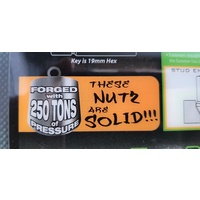 Key is 19mm Hex
FORGED
with
250 TONS
of
PRESSURE
THESE
NUTZ
ARE
SOLID!!!